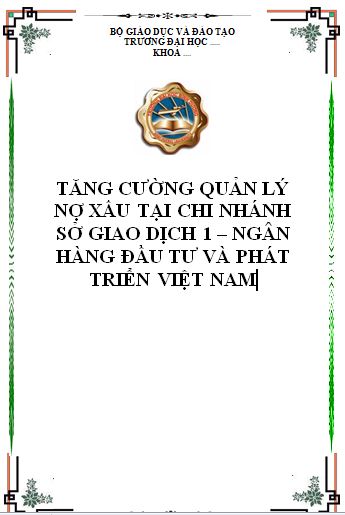 BỘ GIÁO DỤC VÀ ĐÀO TẠO
TRƯỜNG ĐẠI HỌC ....
KHOA ....
TĂNG CƯỜNG QUẢN LÝ
NỢ XẤU TẠI CHI NHÁNH
SỞ GIAO DỊCH 1 – NGÂN
HÀNG ĐẦU TƯ VÀ PHÁT
TRIỂN VIỆT NAM